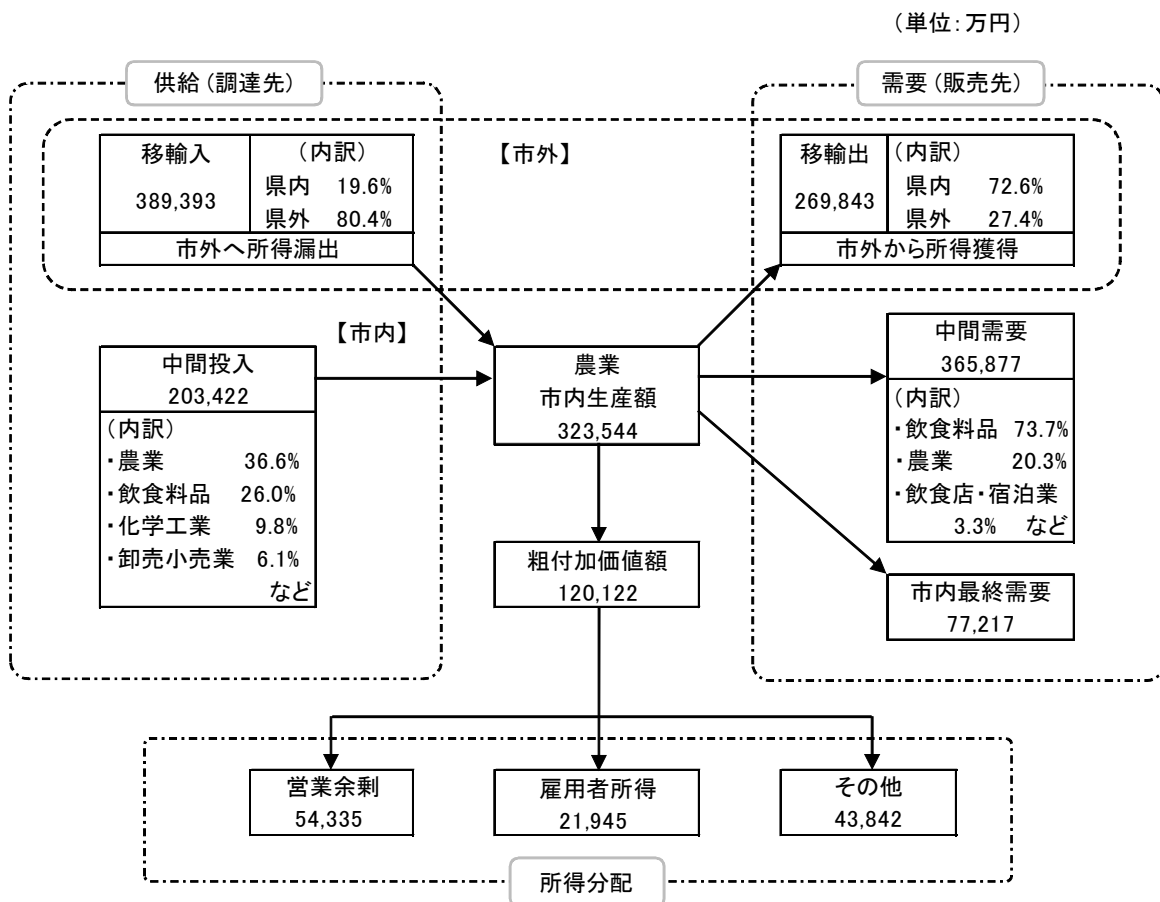 （単位：万円）
供給（調達先）
需要（販売先）
移輸入
389,393
（内訳）
県内 19.6%
県外 80.4%
市外へ所得漏出
【市外】
移輸出
269,843
（内訳）
県内 72.6%
県外 27.4%
市外から所得獲得
【市内】
中間投入
203,422
（内訳）
・農業 36.6%
・飲食料品 26.0%
・化学工業 9.8%
・卸売小売業 6.1%
など
農業
市内生産額
323,544
中間需要
365,877
（内訳）
・飲食料品 73.7%
・農業 20.3%
・飲食店・宿泊業
3.3% など
粗付加価値額
120,122
市内最終需要
77,217
営業余剰
54,335
雇用者所得
21,945
その他
43,842
所得分配